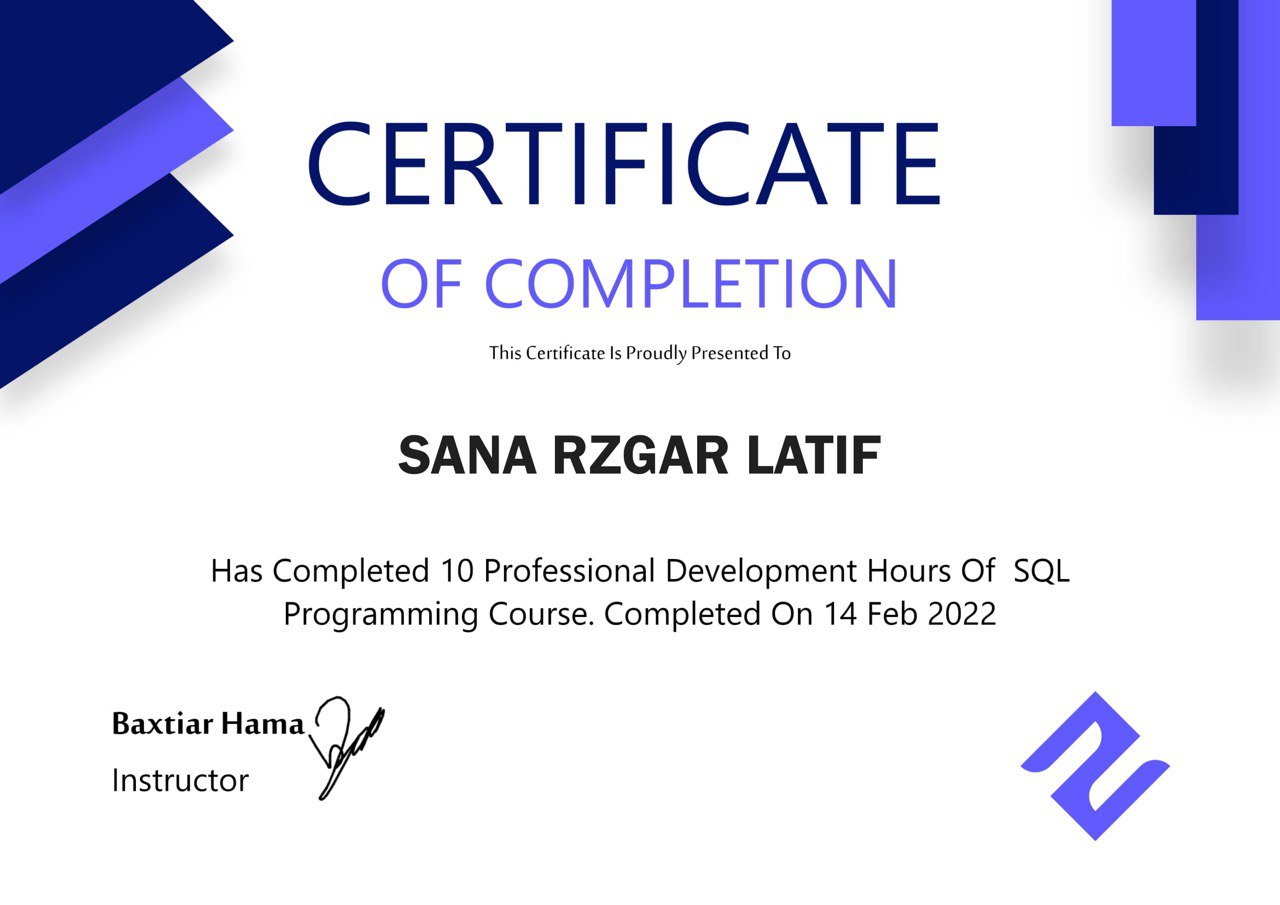 CERTIFICATE
OF COMPLETION
This Certificate Is Proudly Presented To
SANA RZGAR LATIF
Has Completed 10 Professional Development Hours Of  SQL
Programming Course. Completed On 14 Feb 2022
Baxtiar Hama
Instructor